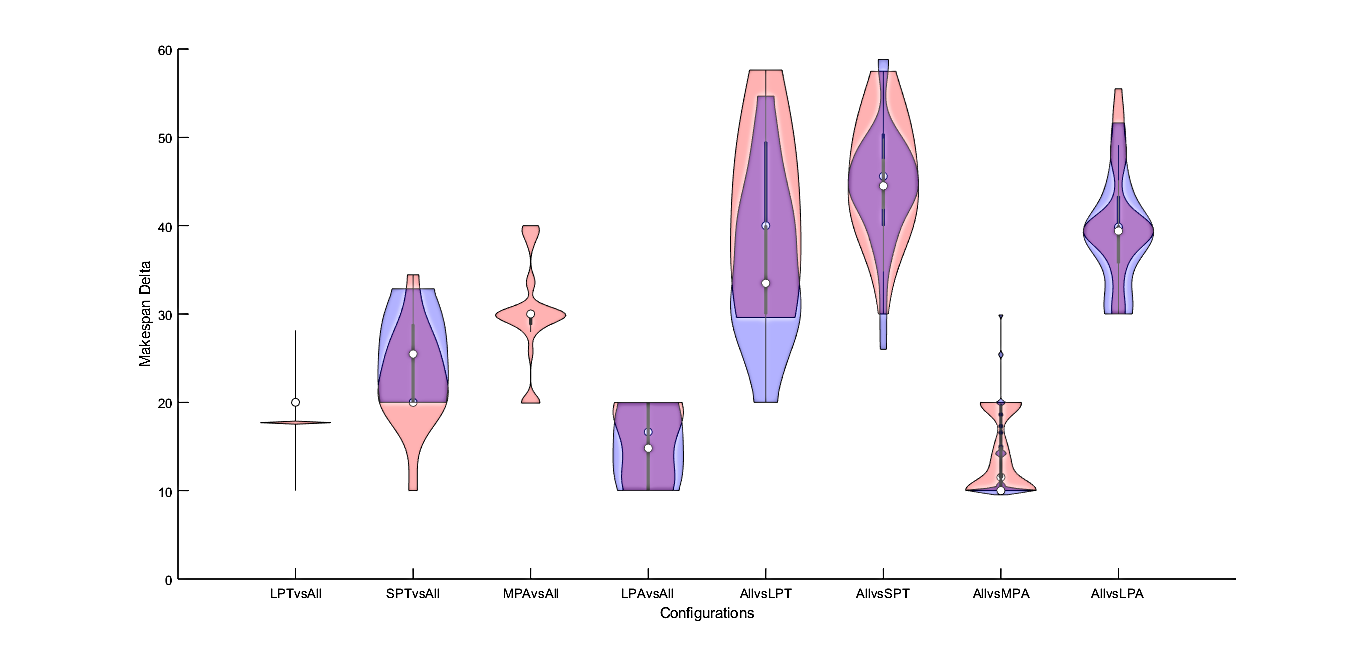 60
50
40
30
20
10
0
Makespan Delta
LPTvsAll SPTvsAll MPAvsAll LPAvsAll AllvsLPT AllvsSPT AllvsMPA AllvsLPA
Configurations